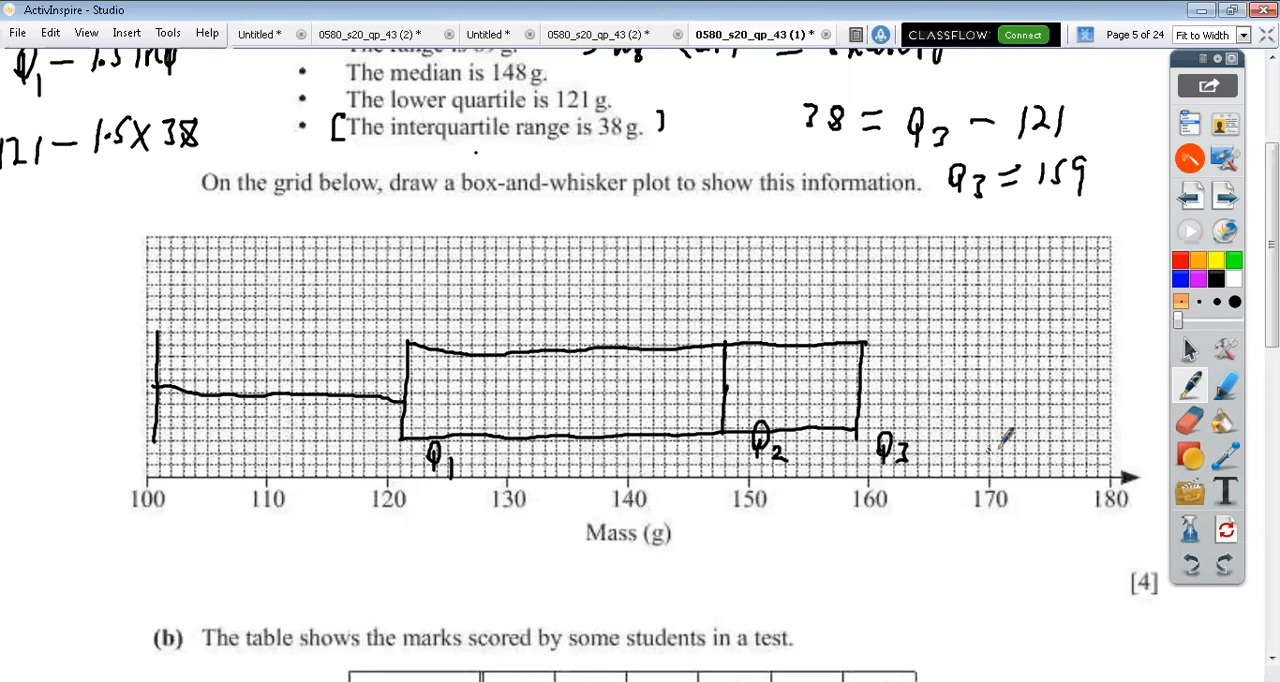 ActivInspire - Studio
File Edit View Insert Tools Help Untitled * 0580_s20_qp_43 (2) * Untitled * 0580_s20_qp_43 (2) * 0580_s20_qp_43 (1) * CLASSFLOW Connect Page 5 of 24 Fit to Width
• The median is 148 g.
• The lower quartile is 121 g.
• [The interquartile range is 38 g. ]
121 - 1.5 X 38
38 = Q3 - 121
Q3 = 159
On the grid below, draw a box-and-whisker plot to show this information.
Q1 Q2 Q3
100 110 120 130 140 150 160 170 180
Mass (g)
[4]
(b) The table shows the marks scored by some students in a test.